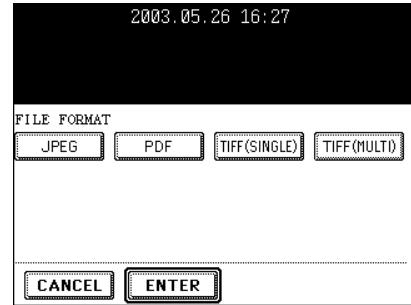 2003.05.26 16:27
FILE FORMAT
JPEG PDF TIFF(SINGLE) TIFF(MULTI)
CANCEL ENTER